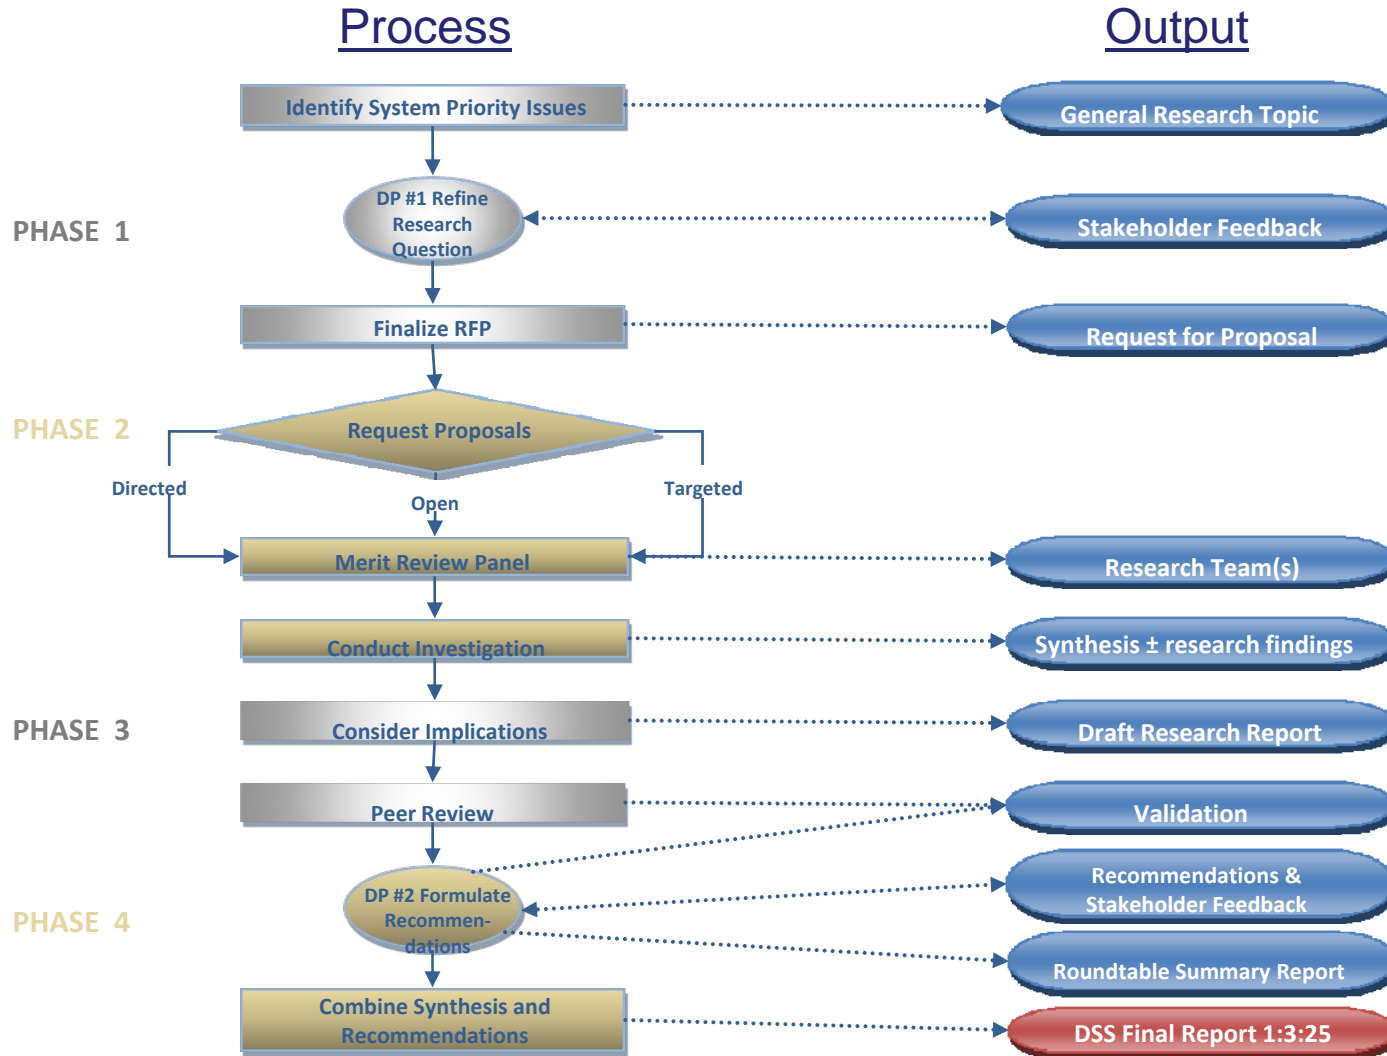 Process
Output
Identify System Priority Issues
General Research Topic
DP #1 Refine
Research
Question
Stakeholder Feedback
PHASE 1
Finalize RFP
Request for Proposal
PHASE 2
Request Proposals
Directed
Open
Targeted
Merit Review Panel
Research Team(s)
Conduct Investigation
Synthesis ± research findings
PHASE 3
Consider Implications
Draft Research Report
Peer Review
Validation
PHASE 4
DP #2 Formulate
Recommen-
dations
Recommendations &
Stakeholder Feedback
Roundtable Summary Report
Combine Synthesis and
Recommendations
DSS Final Report 1:3:25